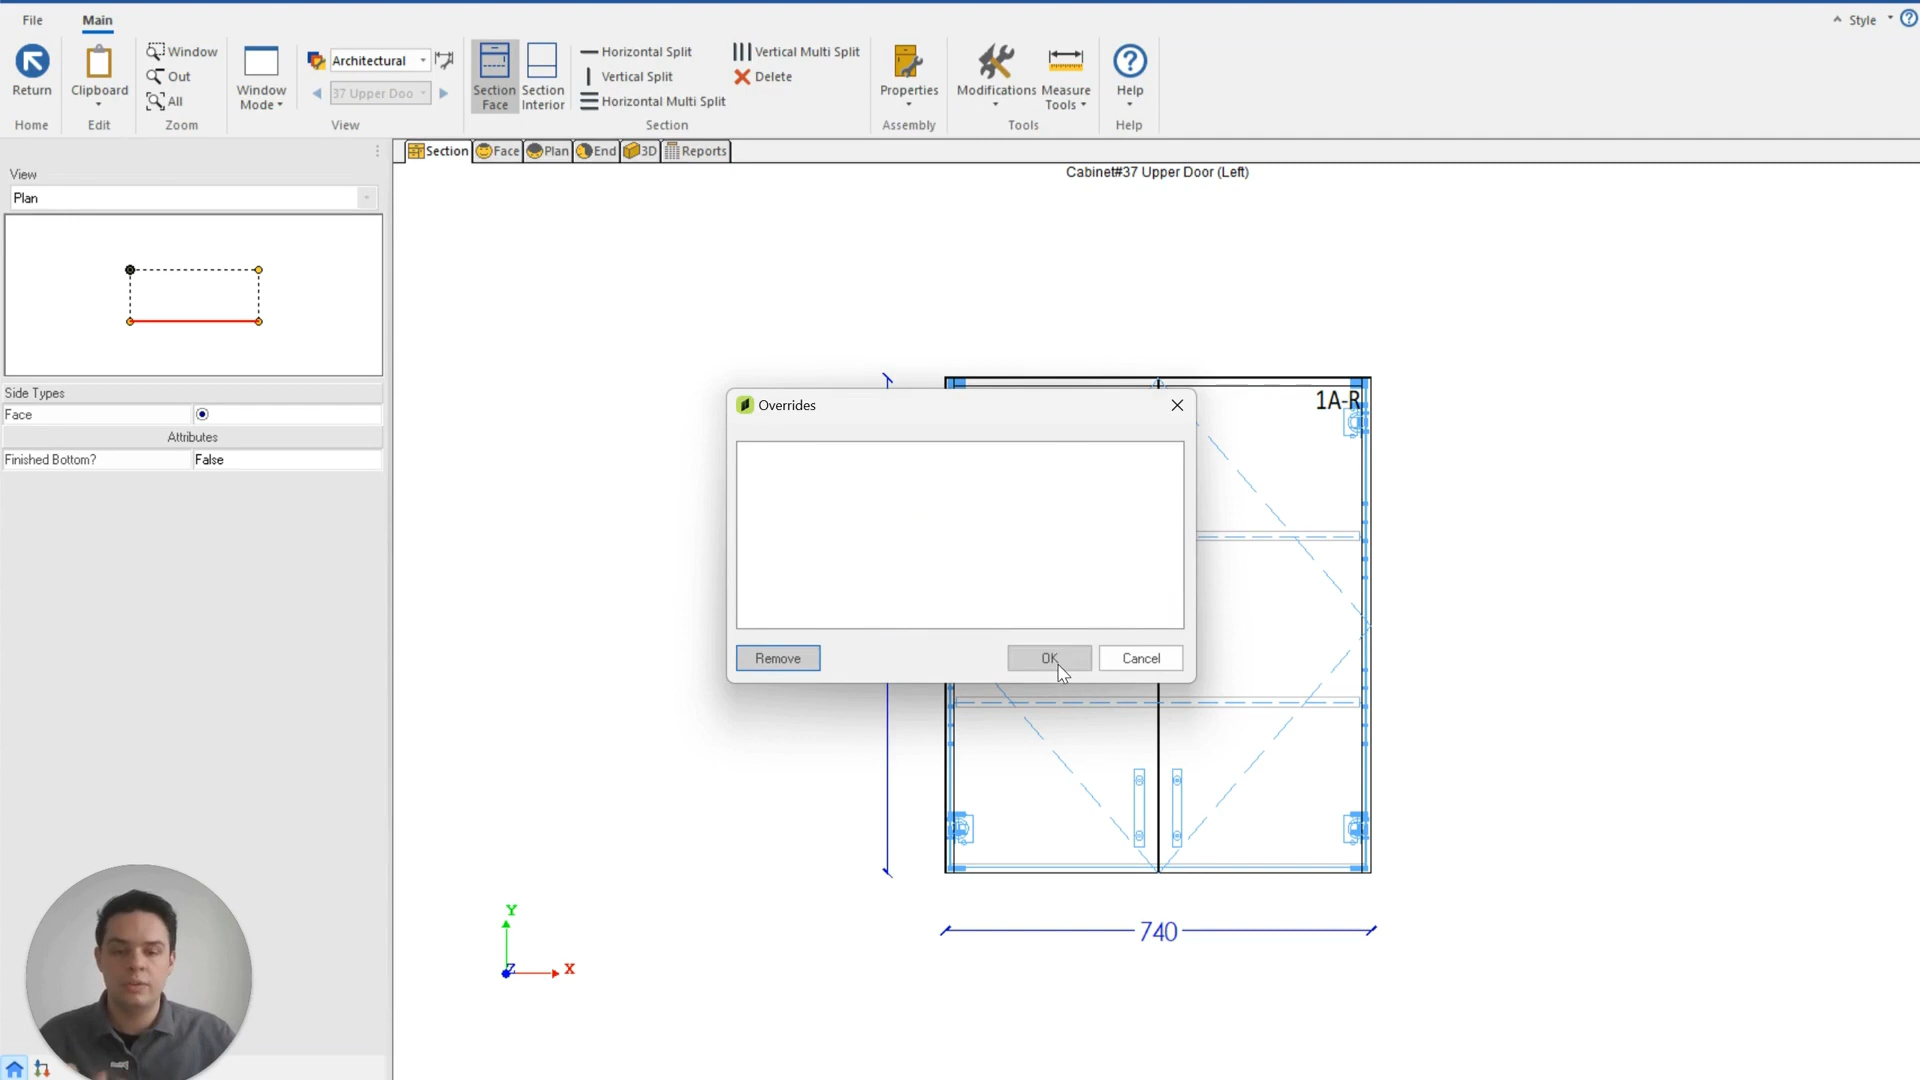 File
Main
Style
Return
Clipboard
Window
Out
All
Window
Mode
Architectural
37 Upper Doo
Section
Face
Section
Interior
Horizontal Split
Vertical Split
Horizontal Multi Split
Vertical Multi Split
Delete
Properties
Modifications
Measure
Tools
Help
Home
Edit
Zoom
View
Section
Assembly
Tools
Help
Section
Face
Plan
End
3D
Reports
View
Plan
Side Types
Face
Attributes
Finished Bottom?
False
Cabinet#37 Upper Door (Left)
1A-R
Overrides
Remove
OK
Cancel
740
Y
Z
X